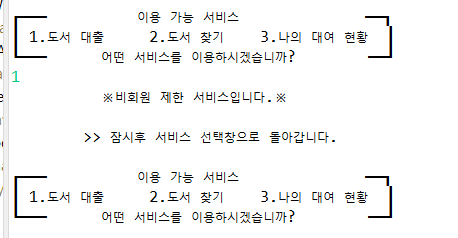 이용 가능 서비스
1.도서 대출 2.도서 찾기 3.나의 대여 현황
어떤 서비스를 이용하시겠습니까?
1
※비회원 제한 서비스입니다.※
>> 잠시후 서비스 선택창으로 돌아갑니다.
이용 가능 서비스
1.도서 대출 2.도서 찾기 3.나의 대여 현황
어떤 서비스를 이용하시겠습니까?